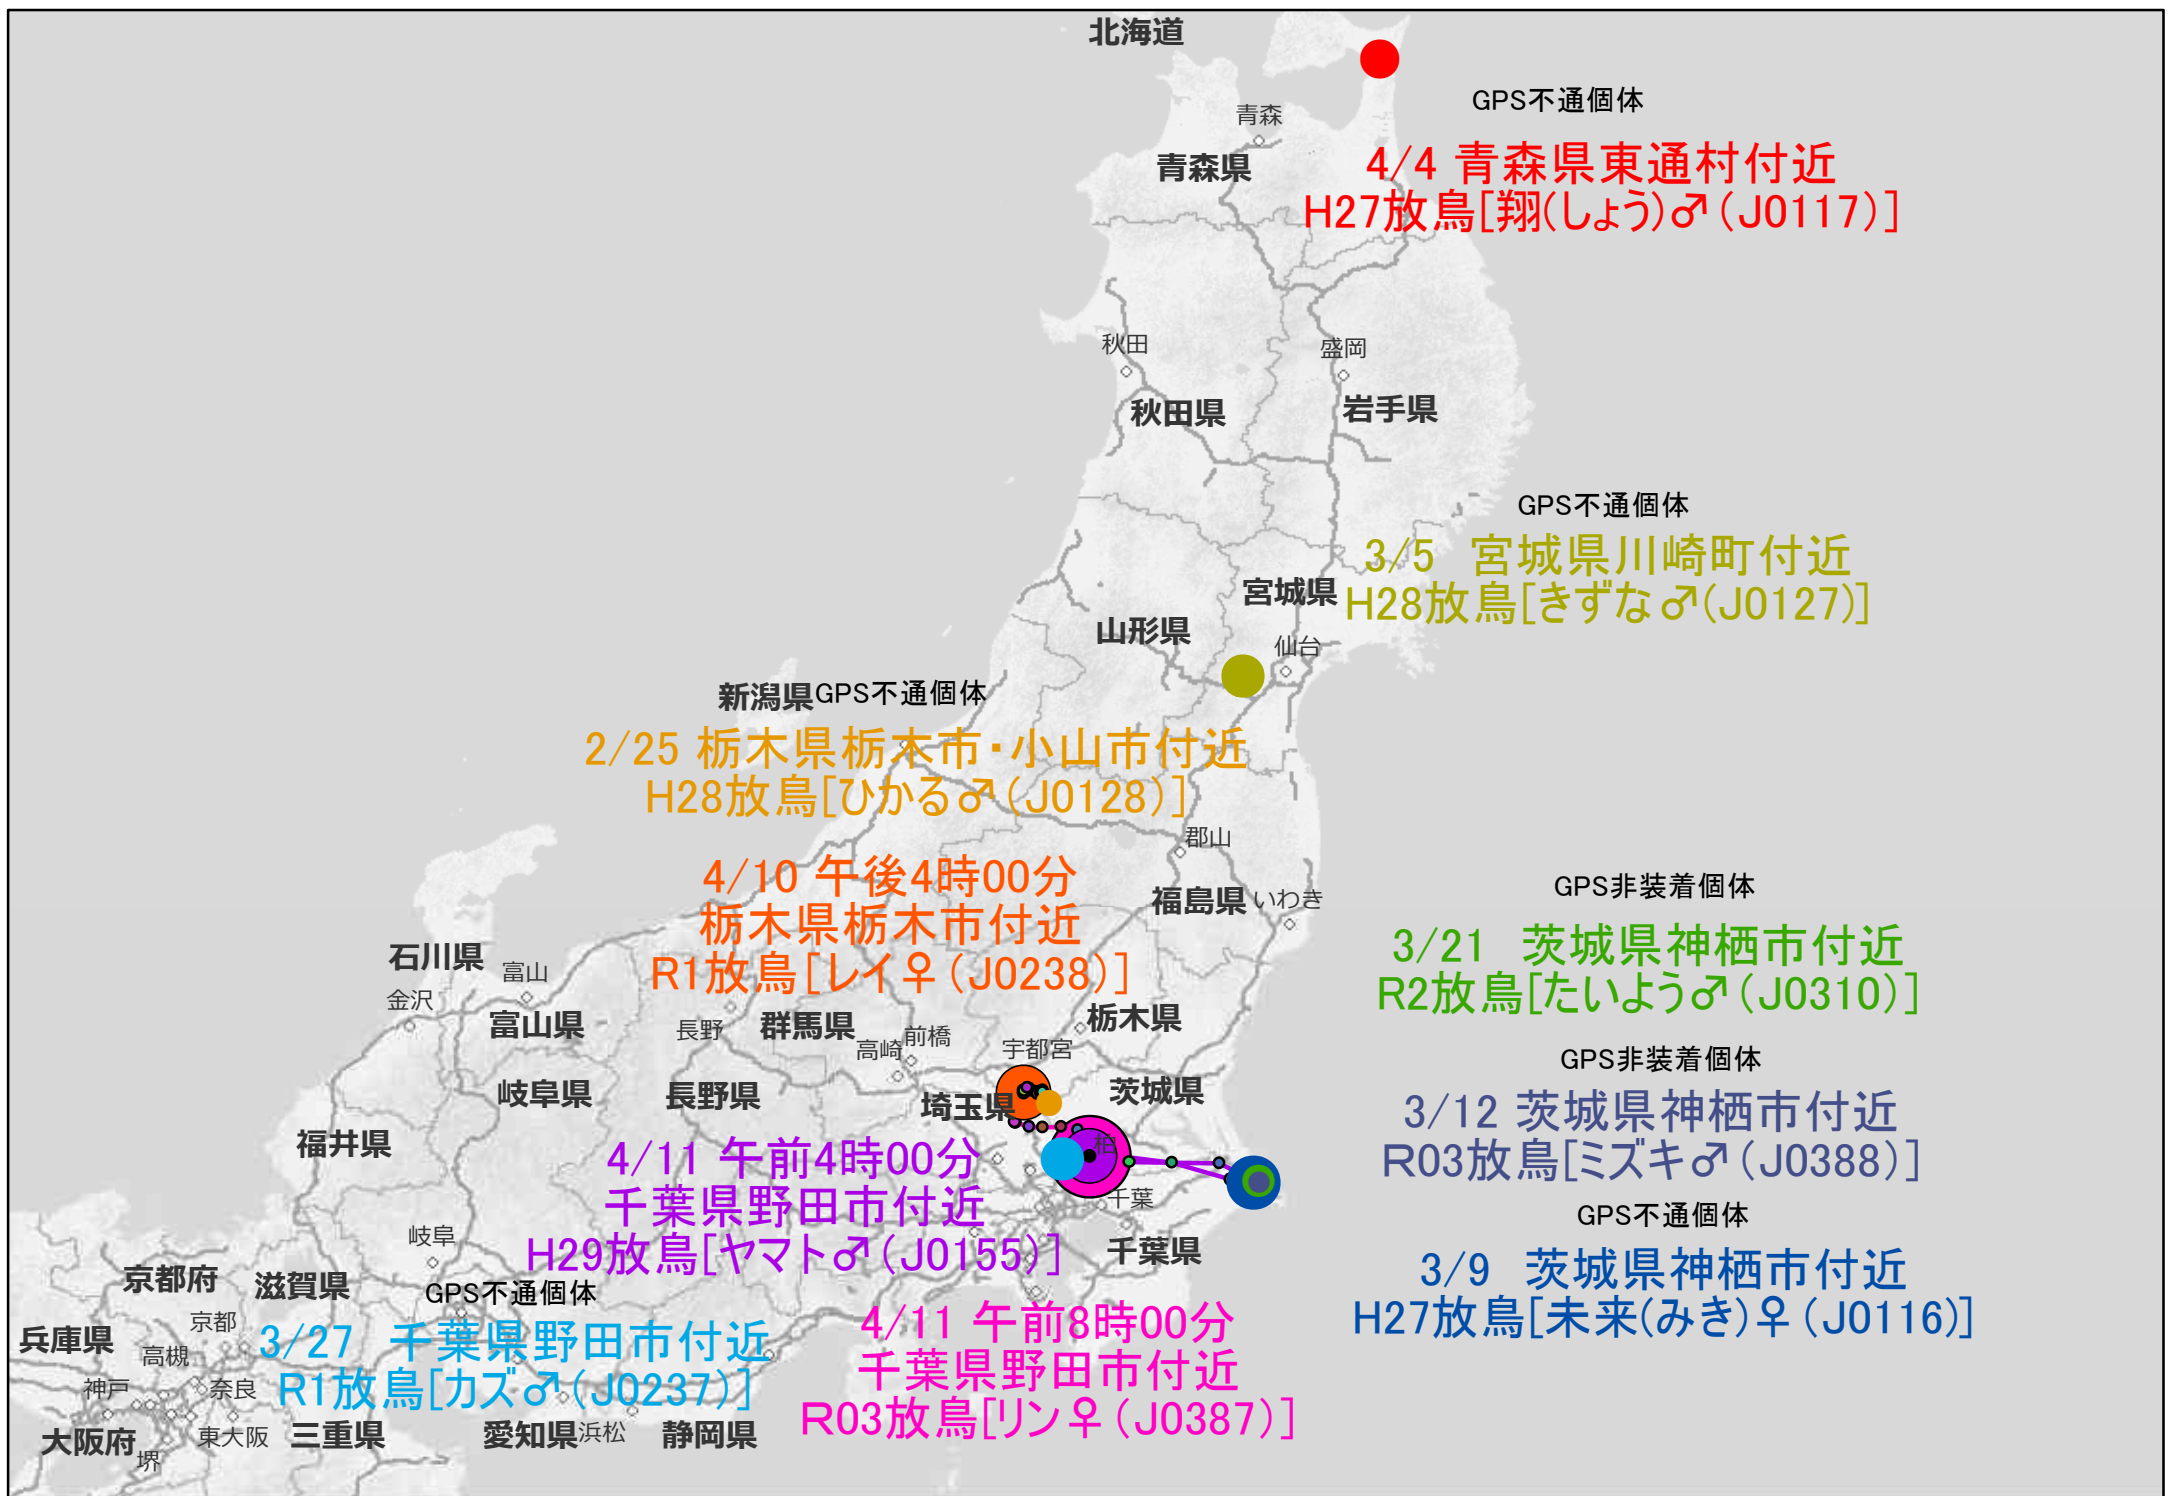 北海道
GPS不通個体
青森
4/4 青森県東通村付近
青森県
H27放鳥[翔(しょう)♂(J0117)]
秋田
盛岡
秋田県
岩手県
GPS不通個体
3/5 宮城県川崎町付近
宮城県
H28放鳥[きずな♂(J0127)]
山形県
仙台
新潟県
GPS不通個体
2/25 栃木県栃木市・小山市付近
H28放鳥[ひかる♂(J0128)]
郡山
4/10 午後4時00分
栃木県栃木市付近
R1放鳥[レイ♀(J0238)]
福島県
いわき
GPS非装着個体
3/21 茨城県神栖市付近
R2放鳥[たいよう♂(J0310)]
石川県
富山
金沢
富山県
長野
群馬県
高崎
前橋
宇都宮
栃木県
GPS非装着個体
3/12 茨城県神栖市付近
R03放鳥[ミズキ♂(J0388)]
岐阜県
長野県
埼玉県
茨城県
福井県
柏
4/11 午前4時00分
千葉県野田市付近
H29放鳥[ヤマト♂(J0155)]
千葉
千葉県
GPS不通個体
3/9 茨城県神栖市付近
H27放鳥[未来(みき)♀(J0116)]
岐阜
京都府
滋賀県
GPS不通個体
3/27 千葉県野田市付近
R1放鳥[カズ♂(J0237)]
4/11 午前8時00分
千葉県野田市付近
R03放鳥[リン♀(J0387)]
兵庫県
京都
高槻
神戸
奈良
大阪府
堺
東大阪
三重県
愛知県
浜松
静岡県